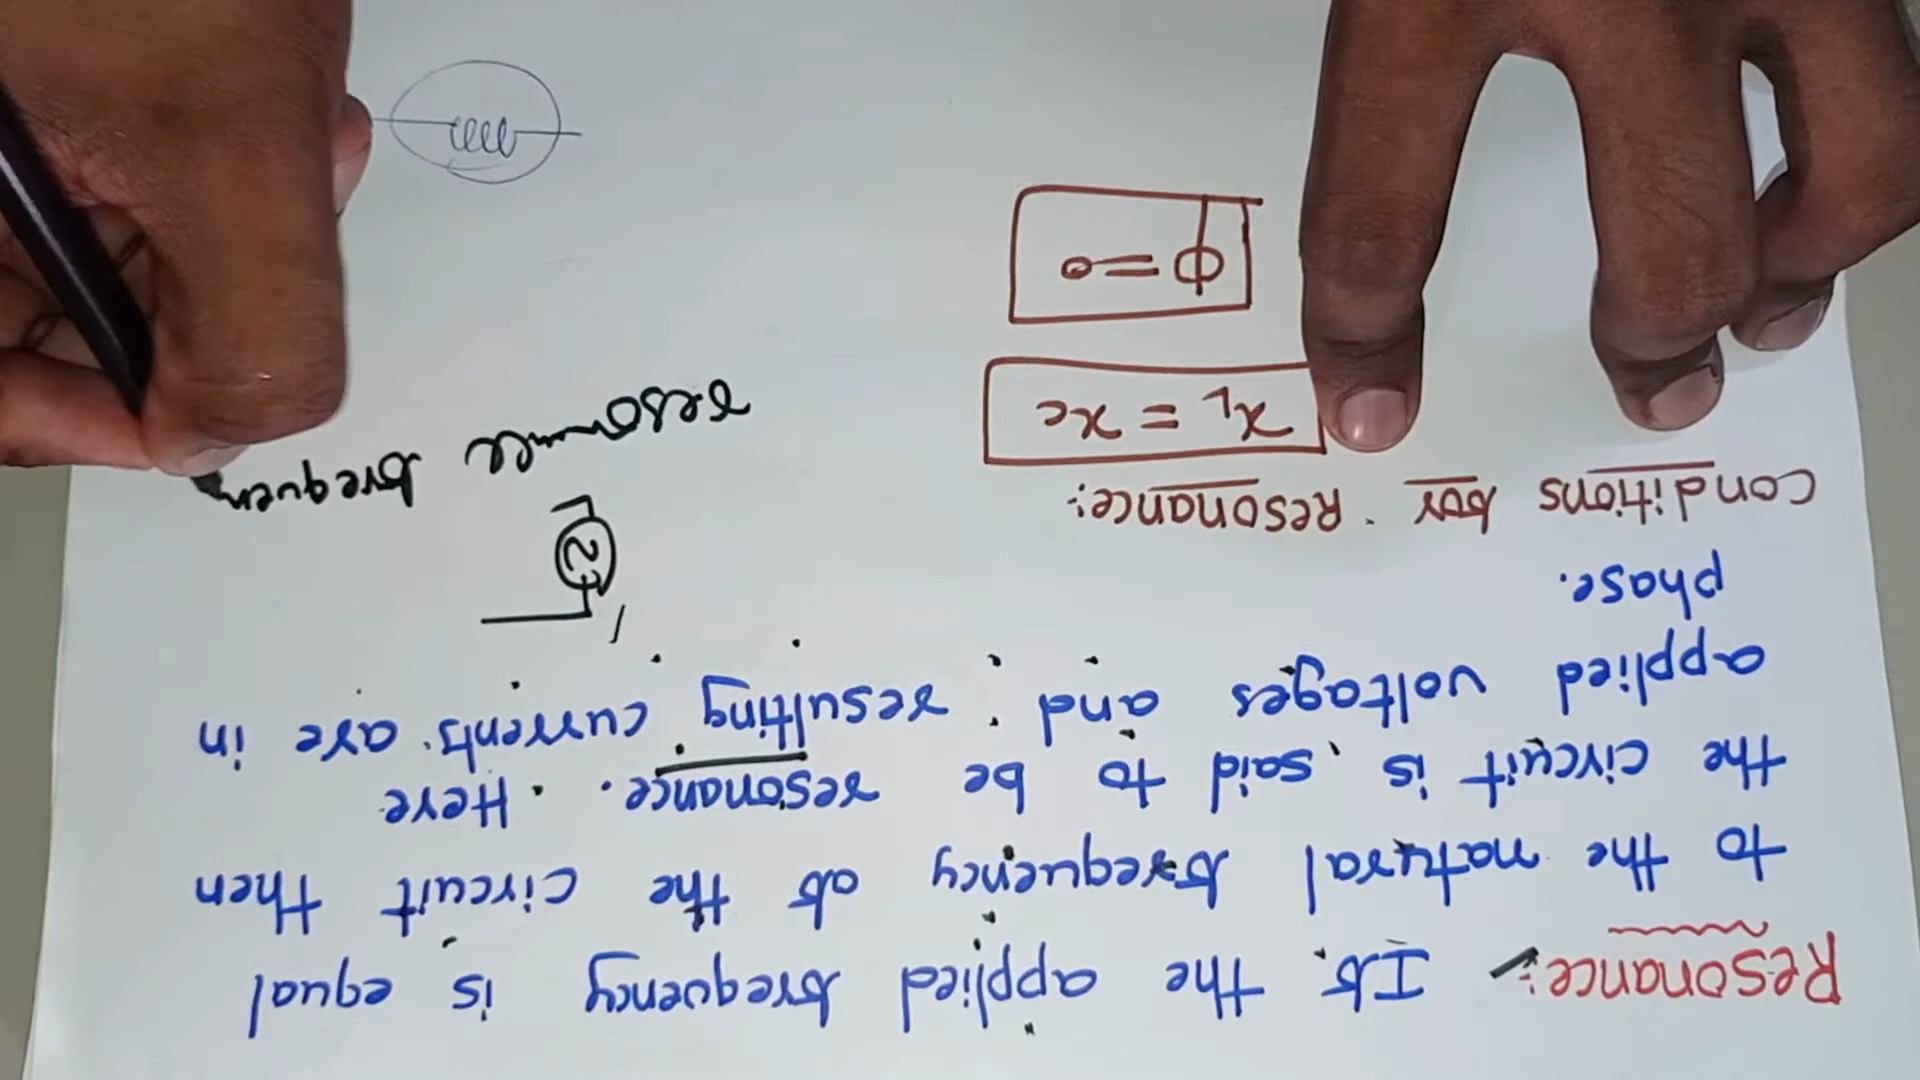 Resonance:- If the applied frequency is equal
to the natural frequency of the circuit then
the circuit is said to be resonance. Here
applied voltages and resulting currents are in
phase.
Conditions for Resonance:-
XL = XC
ϕ = 0
resonance frequen